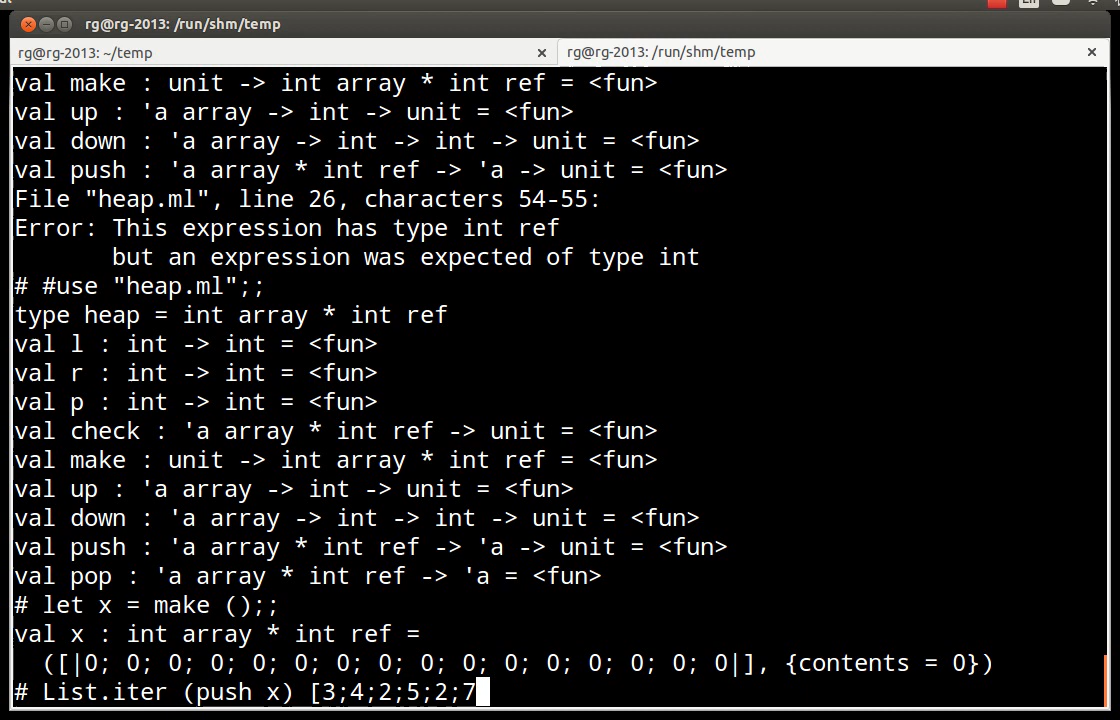 En
rg@rg-2013: /run/shm/temp
rg@rg-2013: ~/temp
rg@rg-2013: /run/shm/temp
val make : unit -> int array * int ref = <fun>
val up : 'a array -> int -> unit = <fun>
val down : 'a array -> int -> int -> unit = <fun>
val push : 'a array * int ref -> 'a -> unit = <fun>
File "heap.ml", line 26, characters 54-55:
Error: This expression has type int ref
but an expression was expected of type int
# #use "heap.ml";;
type heap = int array * int ref
val l : int -> int = <fun>
val r : int -> int = <fun>
val p : int -> int = <fun>
val check : 'a array * int ref -> unit = <fun>
val make : unit -> int array * int ref = <fun>
val up : 'a array -> int -> unit = <fun>
val down : 'a array -> int -> int -> unit = <fun>
val push : 'a array * int ref -> 'a -> unit = <fun>
val pop : 'a array * int ref -> 'a = <fun>
# let x = make ();;
val x : int array * int ref =
([|0; 0; 0; 0; 0; 0; 0; 0; 0; 0; 0; 0; 0; 0; 0; 0|], {contents = 0})
# List.iter (push x) [3;4;2;5;2;7